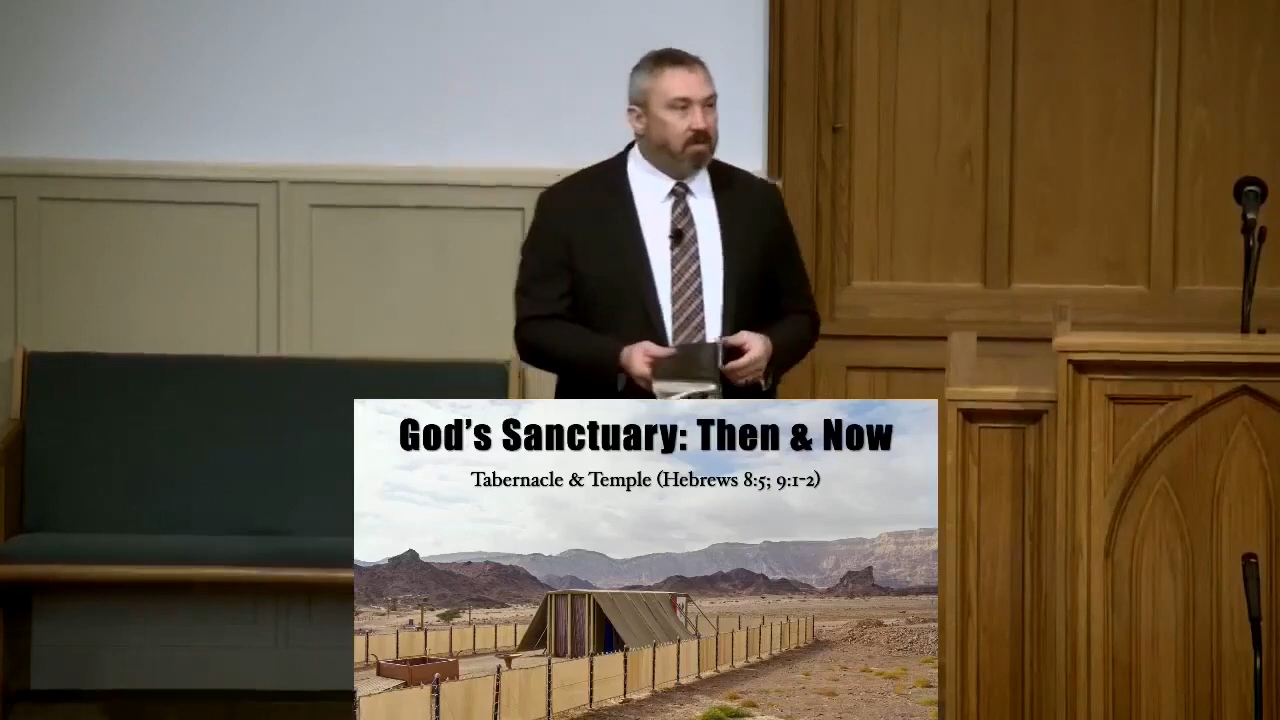 God's Sanctuary: Then & Now
Tabernacle & Temple (Hebrews 8:5; 9:1-2)